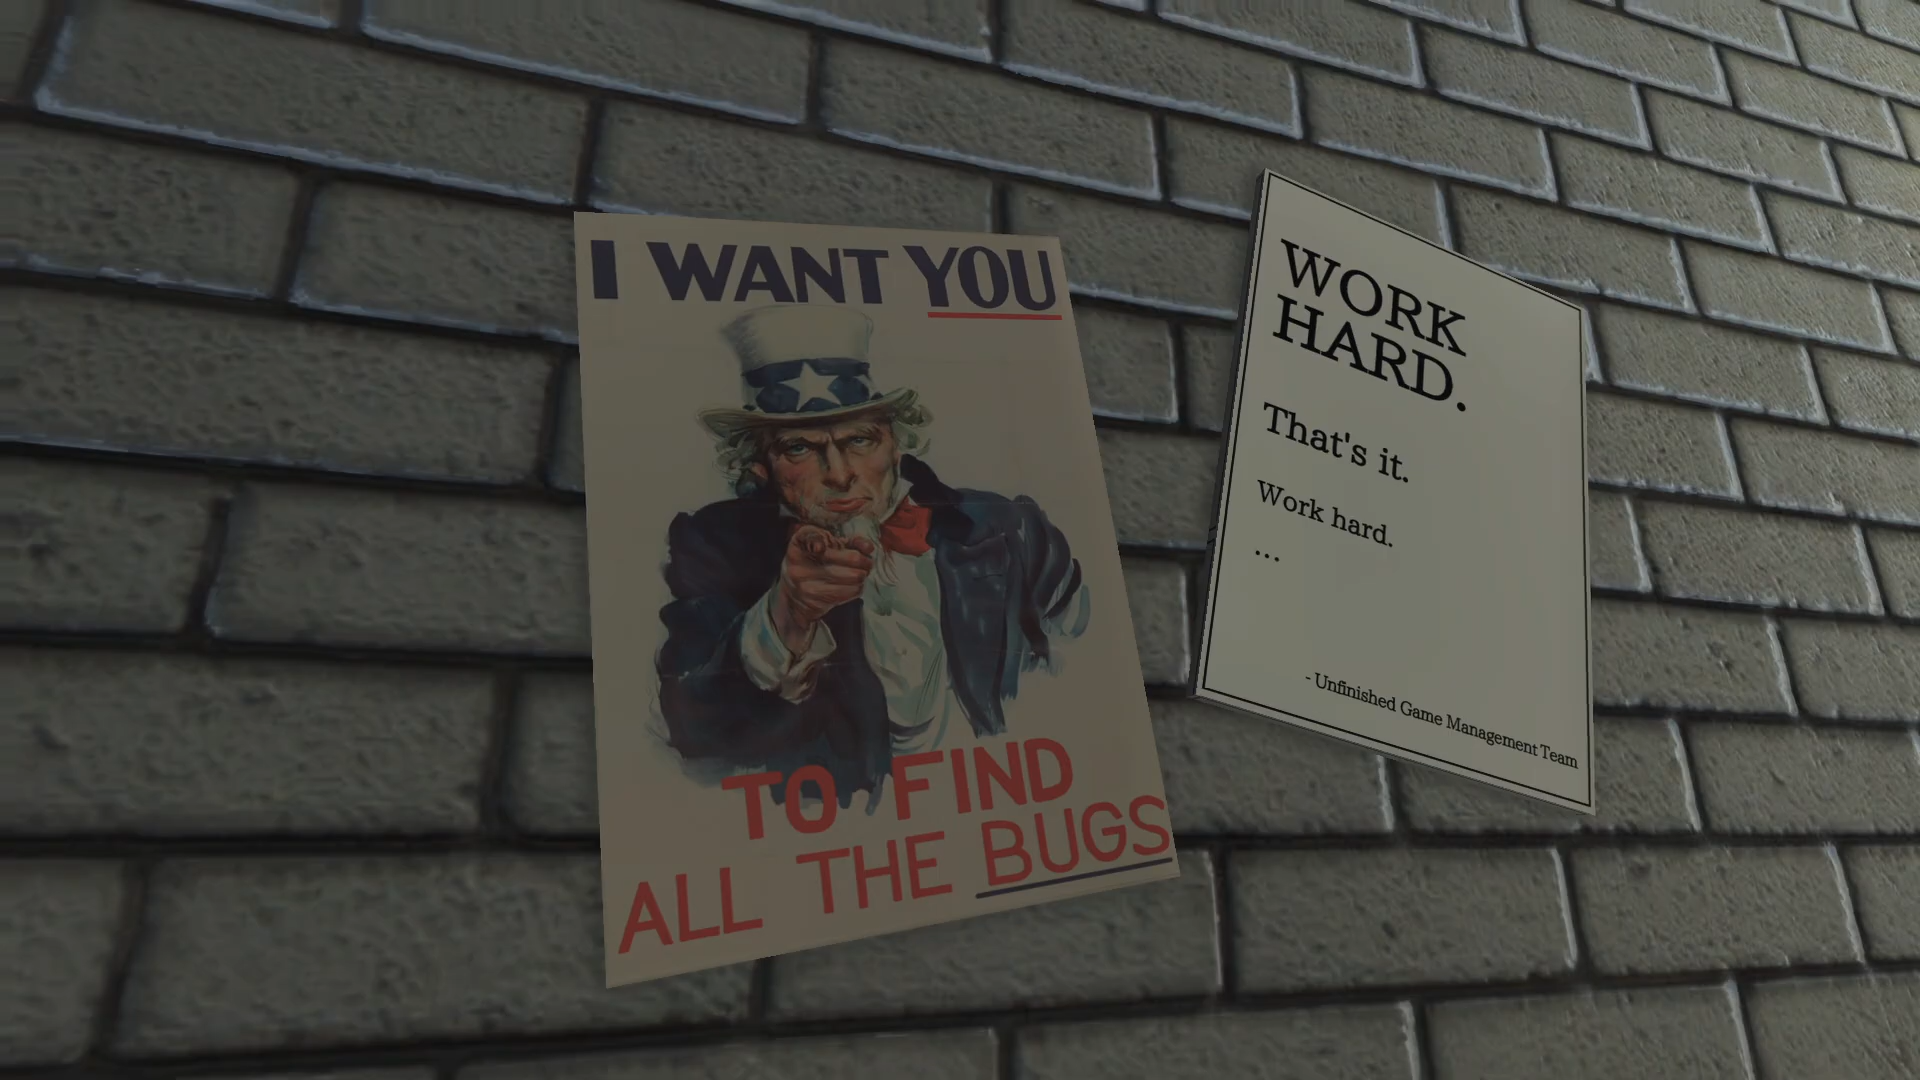 I WANT YOU
TO FIND
ALL THE BUGS
WORK
HARD.
That's it.
Work hard.
...
- Unfinished Game Management Team